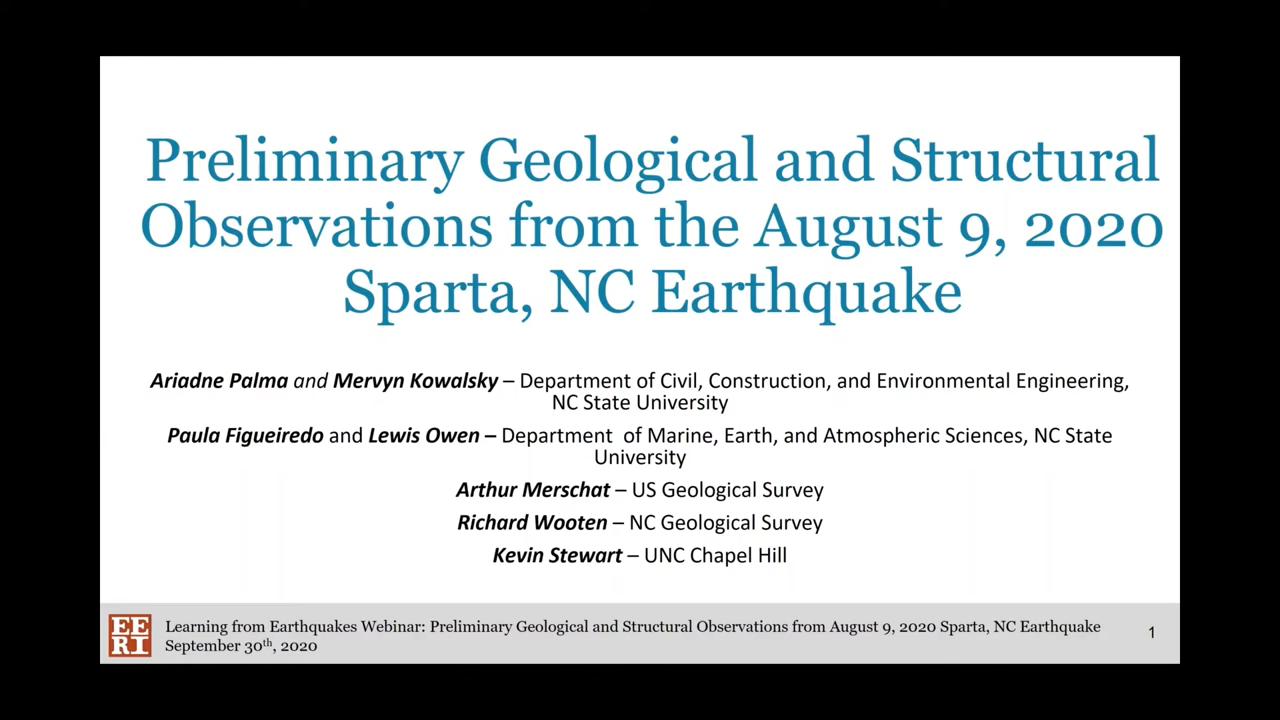 Preliminary Geological and Structural
Observations from the August 9, 2020
Sparta, NC Earthquake
Ariadne Palma and Mervyn Kowalsky – Department of Civil, Construction, and Environmental Engineering,
NC State University
Paula Figueiredo and Lewis Owen – Department of Marine, Earth, and Atmospheric Sciences, NC State
University
Arthur Merschat – US Geological Survey
Richard Wooten – NC Geological Survey
Kevin Stewart – UNC Chapel Hill
EE
RI
Learning from Earthquakes Webinar: Preliminary Geological and Structural Observations from August 9, 2020 Sparta, NC Earthquake
September 30th, 2020
1